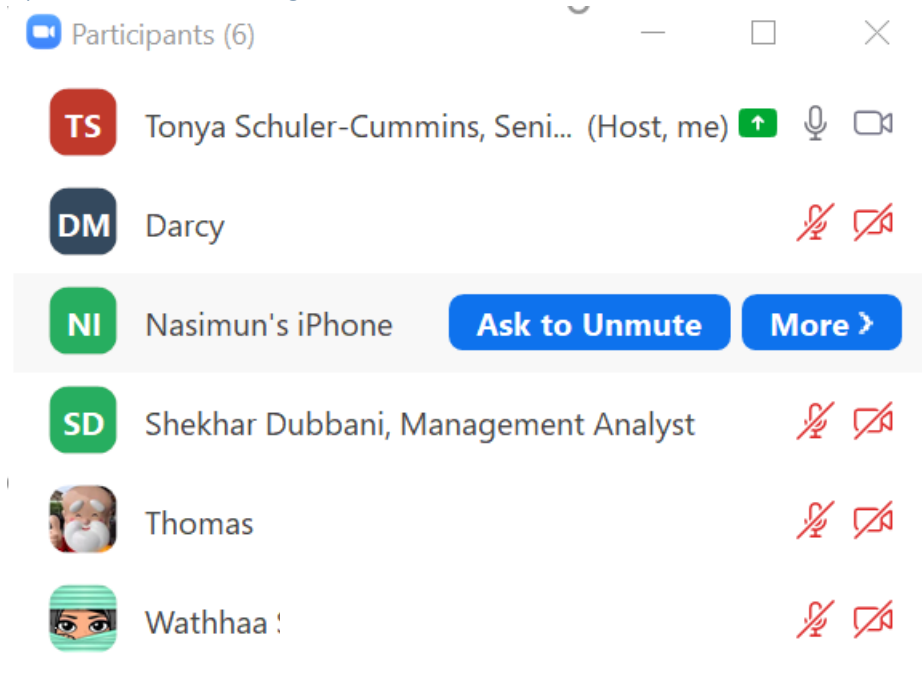 Participants (6)
TS Tonya Schuler-Cummins, Seni... (Host, me)
DM Darcy
NI Nasimun's iPhone Ask to Unmute More >
SD Shekhar Dubbani, Management Analyst
Thomas
Wathhaa